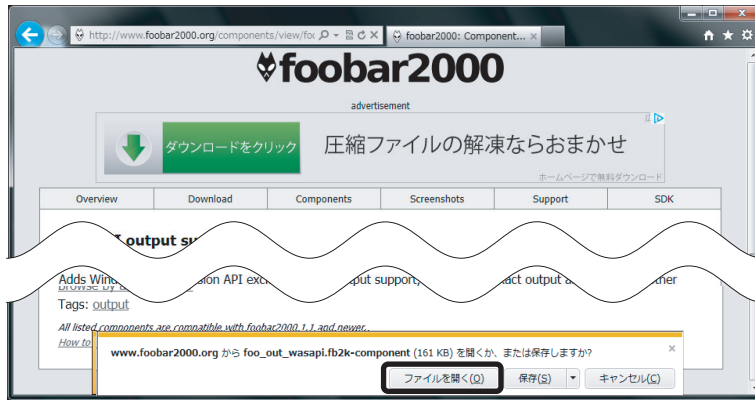 http://www.foobar2000.org/components/view/foo
foobar2000: Component...
foobar2000
advertisement
ダウンロードをクリック
圧縮ファイルの解凍ならおまかせ
ホームページで無料ダウンロード
Overview Download Components Screenshots Support SDK
output su
Adds Wind sion API exc put support, act output a ther
Browse by
Tags: output
All listed components are compatible with foobar2000 1.1 and newer.
How to
www.foobar2000.org から foo_out_wasapi.fb2k-component (161 KB) を開くか、または保存しますか?
ファイルを開く(O) 保存(S) キャンセル(C)